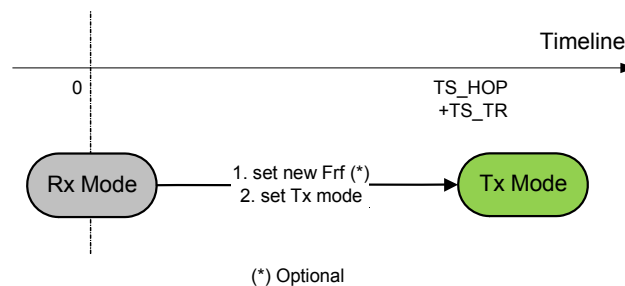 Timeline
0
TS_HOP
+TS_TR
Rx Mode
1. set new Frf (*)
2. set Tx mode
Tx Mode
(*) Optional